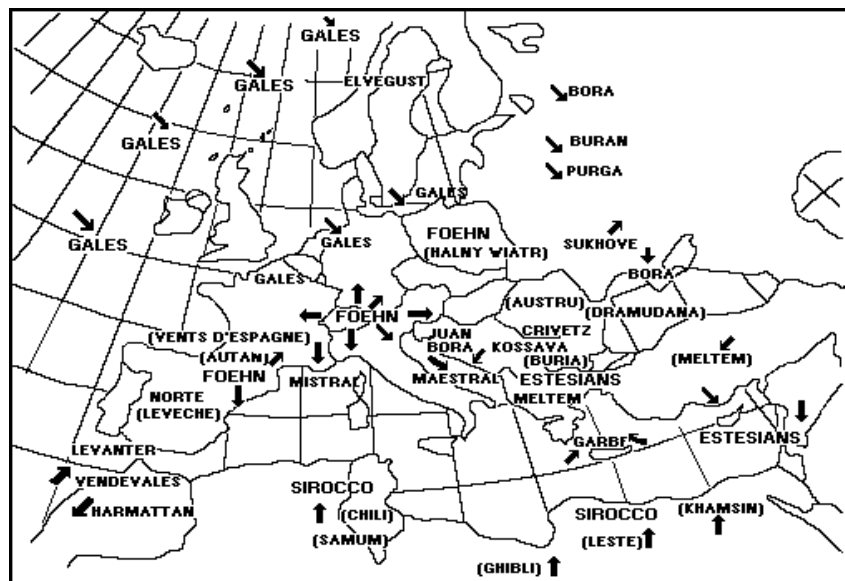 GALES
ELVEGUST
GALES
BORA
GALES
BURAN
PURGA
GALES
GALES
FOEHN
(HALNY WIATR)
GALES
SUKHOVE
GALES
BORA
(AUSTRU)
(DRAMUDANA)
FOEHN
(VENTS D'ESPAGNE)
(AUTAN)
FOEHN
JUAN
BORA
CRIVETZ
KOSSAVA
(BURIA)
(MELTEM)
MISTRAL
MAESTRAL
ESTESIANS
MELTEM
NORTE
(LEVECHE)
GARBE
ESTESIANS
LEVANTER
VENDEVALES
HARMATTAN
SIROCCO
(CHILI)
(SAMUM)
SIROCCO
(LESTE)
(KHAMSIN)
(GHIBLI)